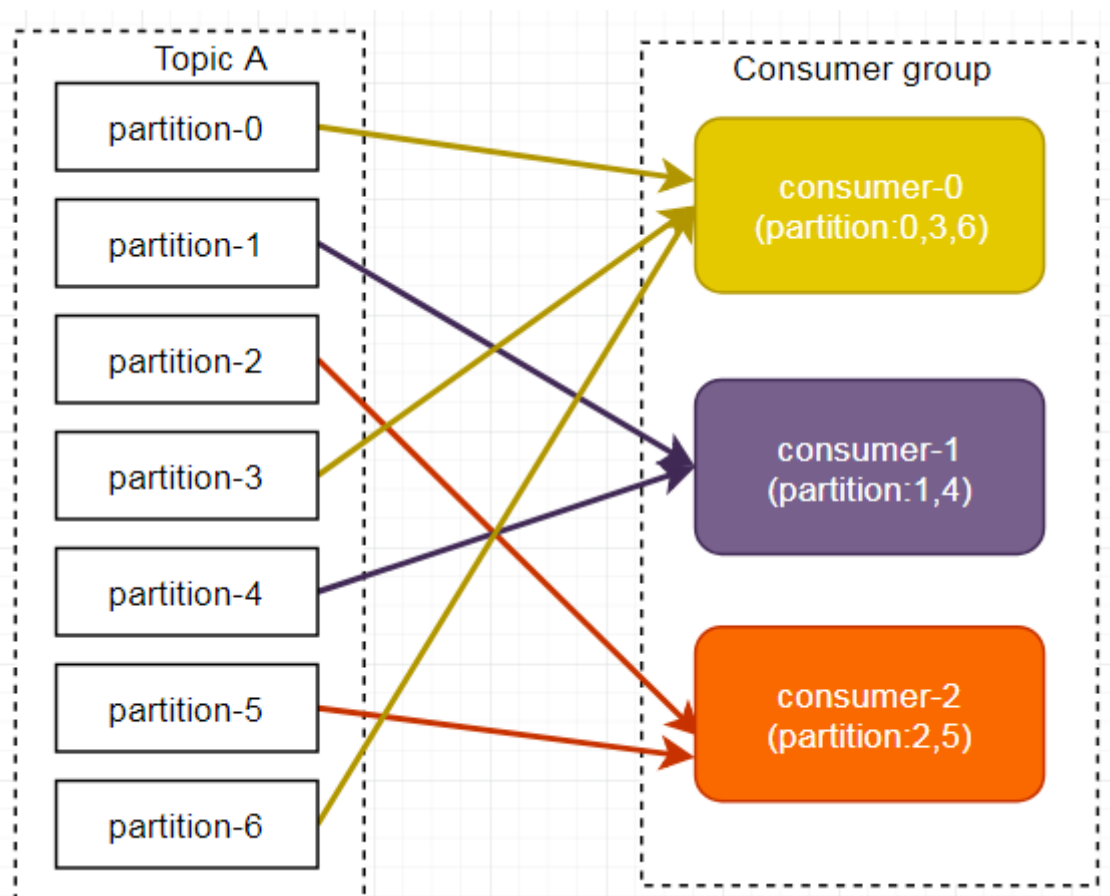 Topic A
partition-0
partition-1
partition-2
partition-3
partition-4
partition-5
partition-6
Consumer group
consumer-0
(partition:0,3,6)
consumer-1
(partition:1,4)
consumer-2
(partition:2,5)